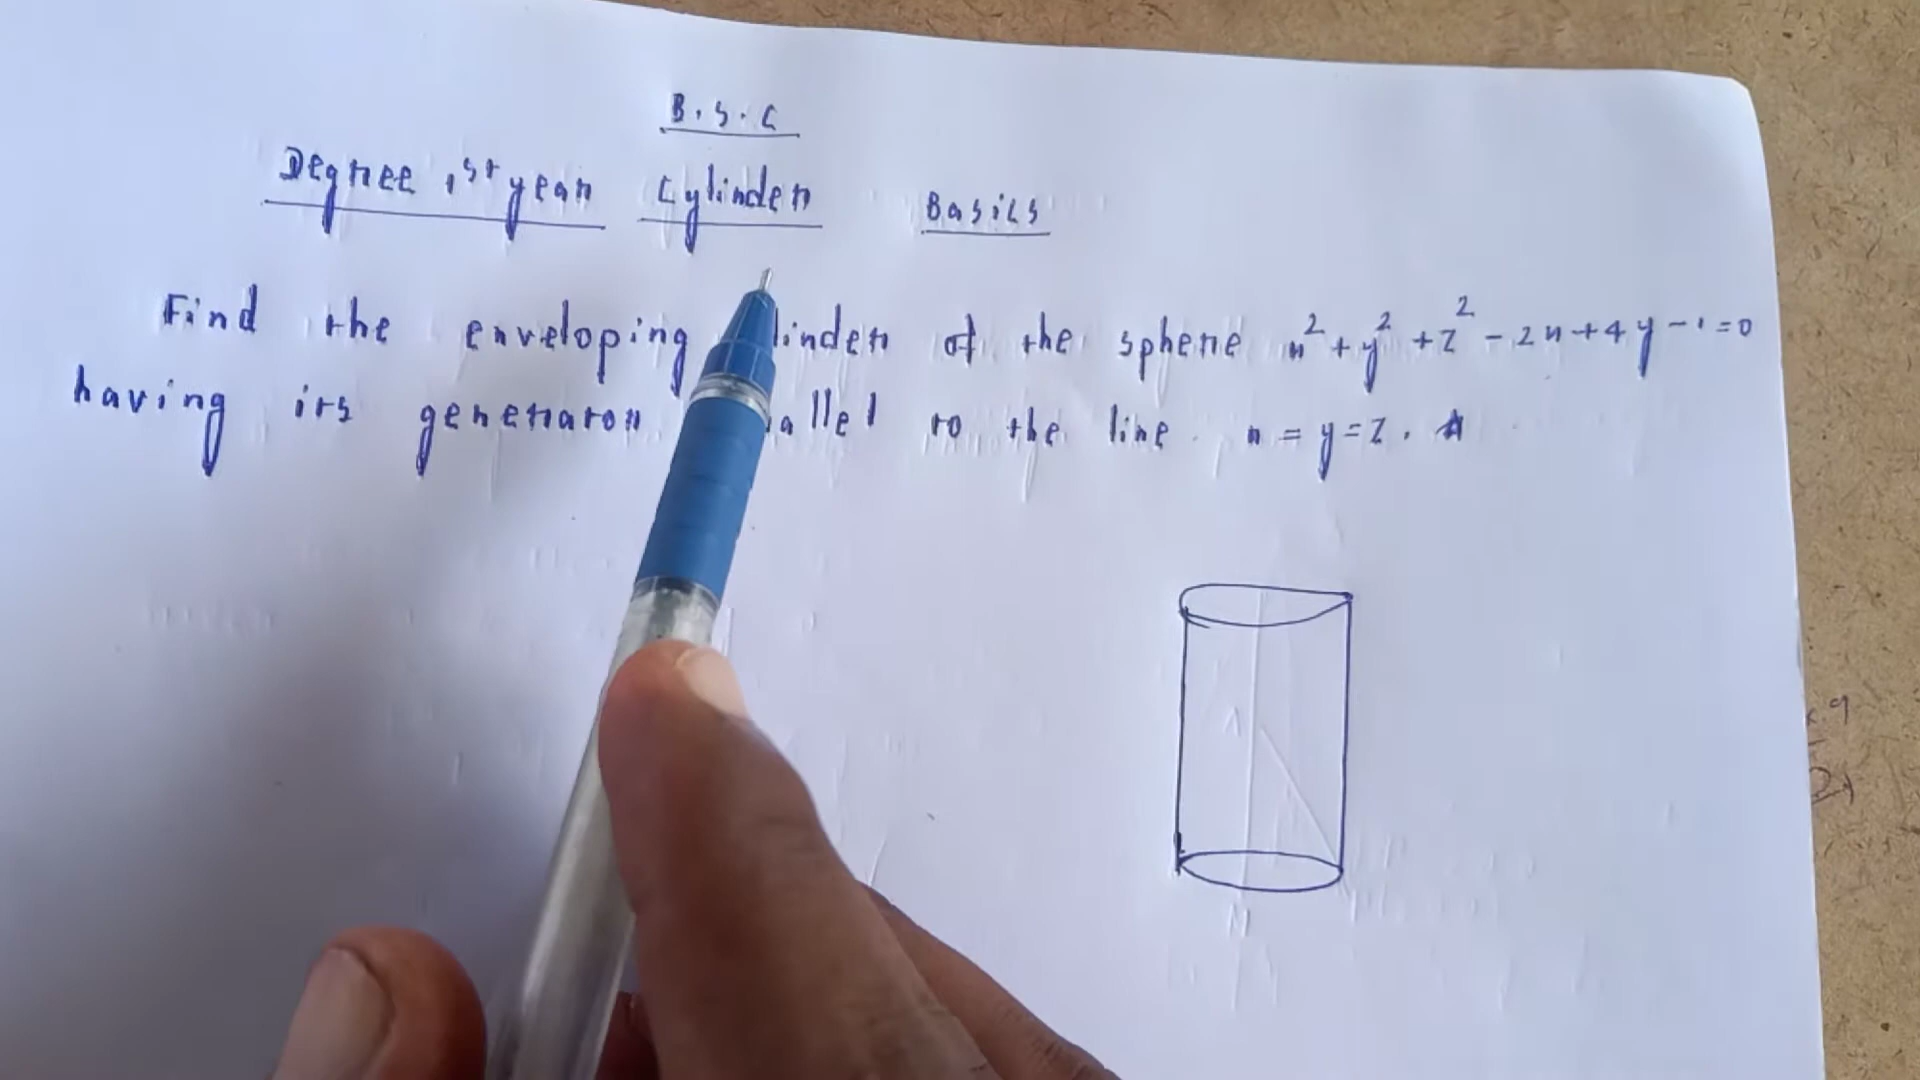 B.S.C
Degree 1st year Cylinder Basics
Find the enveloping linder of the sphere x² + y² + z² - 2x + 4y - 1 = 0
having its generator allel to the line x = y = z.